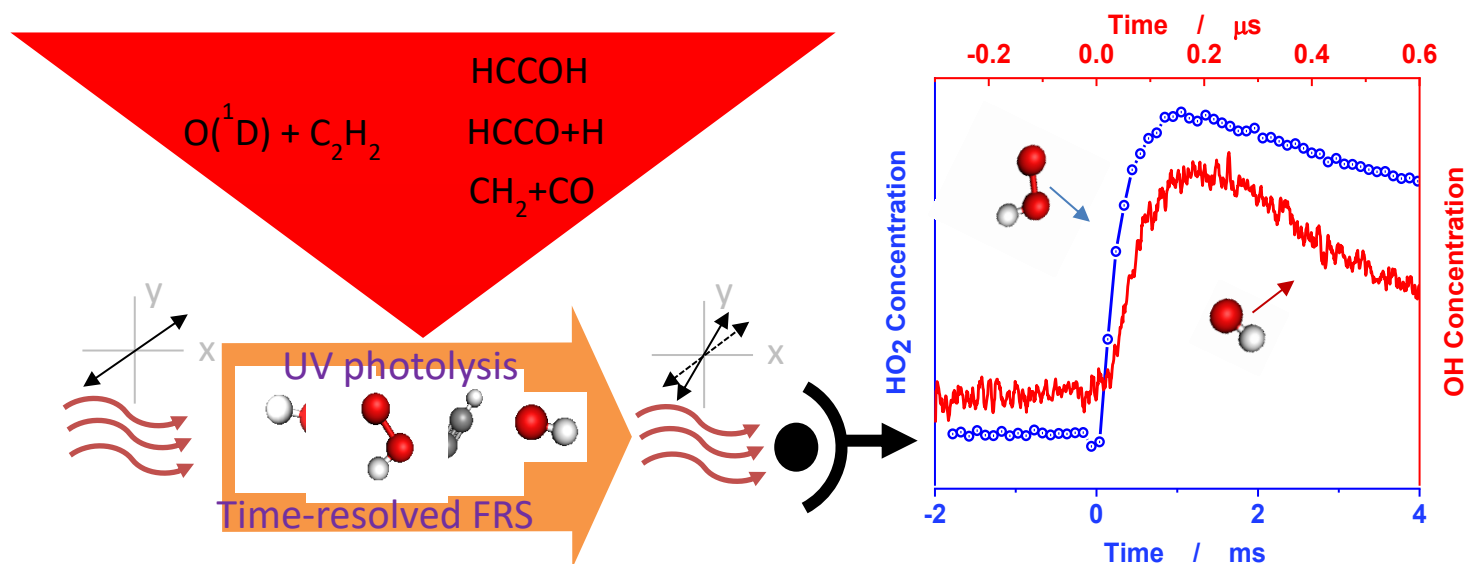 HCCOH
O(¹D) + C₂H₂
HCCO+H
CH₂+CO
y
x
UV photolysis
Time-resolved FRS
y
x
Time / μs
-0.2 0.0 0.2 0.4 0.6
HO₂ Concentration
OH Concentration
-2 0 2 4
Time / ms